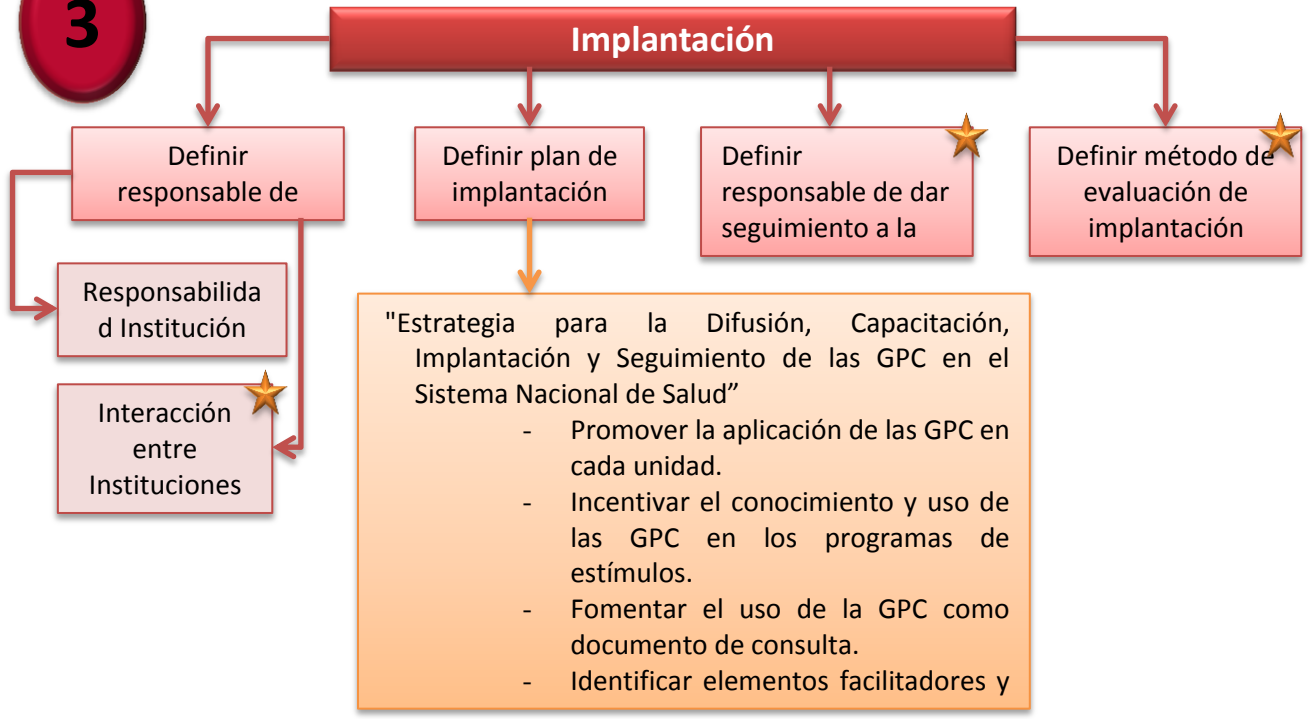 3
Implantación
Definir
responsable de
Definir plan de
implantación
Definir
responsable de dar
seguimiento a la
Definir método de
evaluación de
implantación
Responsabilida
d Institución
Interacción
entre
Instituciones
"Estrategia para la Difusión, Capacitación,
Implantación y Seguimiento de las GPC en el
Sistema Nacional de Salud”
- Promover la aplicación de las GPC en
cada unidad.
- Incentivar el conocimiento y uso de
las GPC en los programas de
estímulos.
- Fomentar el uso de la GPC como
documento de consulta.
- Identificar elementos facilitadores y